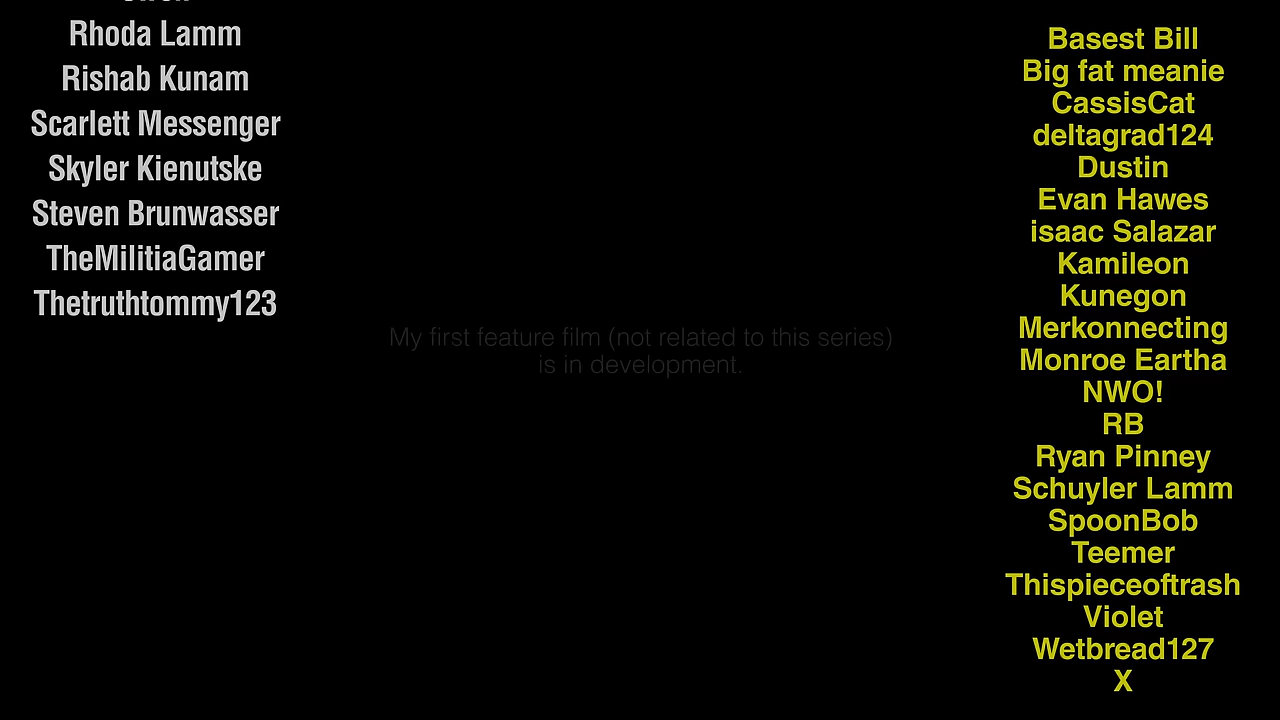 Rhoda Lamm
Rishab Kunam
Scarlett Messenger
Skyler Kienutske
Steven Brunwasser
TheMilitiaGamer
Thetruthtommy123
My first feature film (not related to this series)
is in development.
Basest Bill
Big fat meanie
CassisCat
deltagrad124
Dustin
Evan Hawes
isaac Salazar
Kamileon
Kunegon
Merkonnecting
Monroe Eartha
NWO!
RB
Ryan Pinney
Schuyler Lamm
SpoonBob
Teemer
Thispieceoftrash
Violet
Wetbread127
X